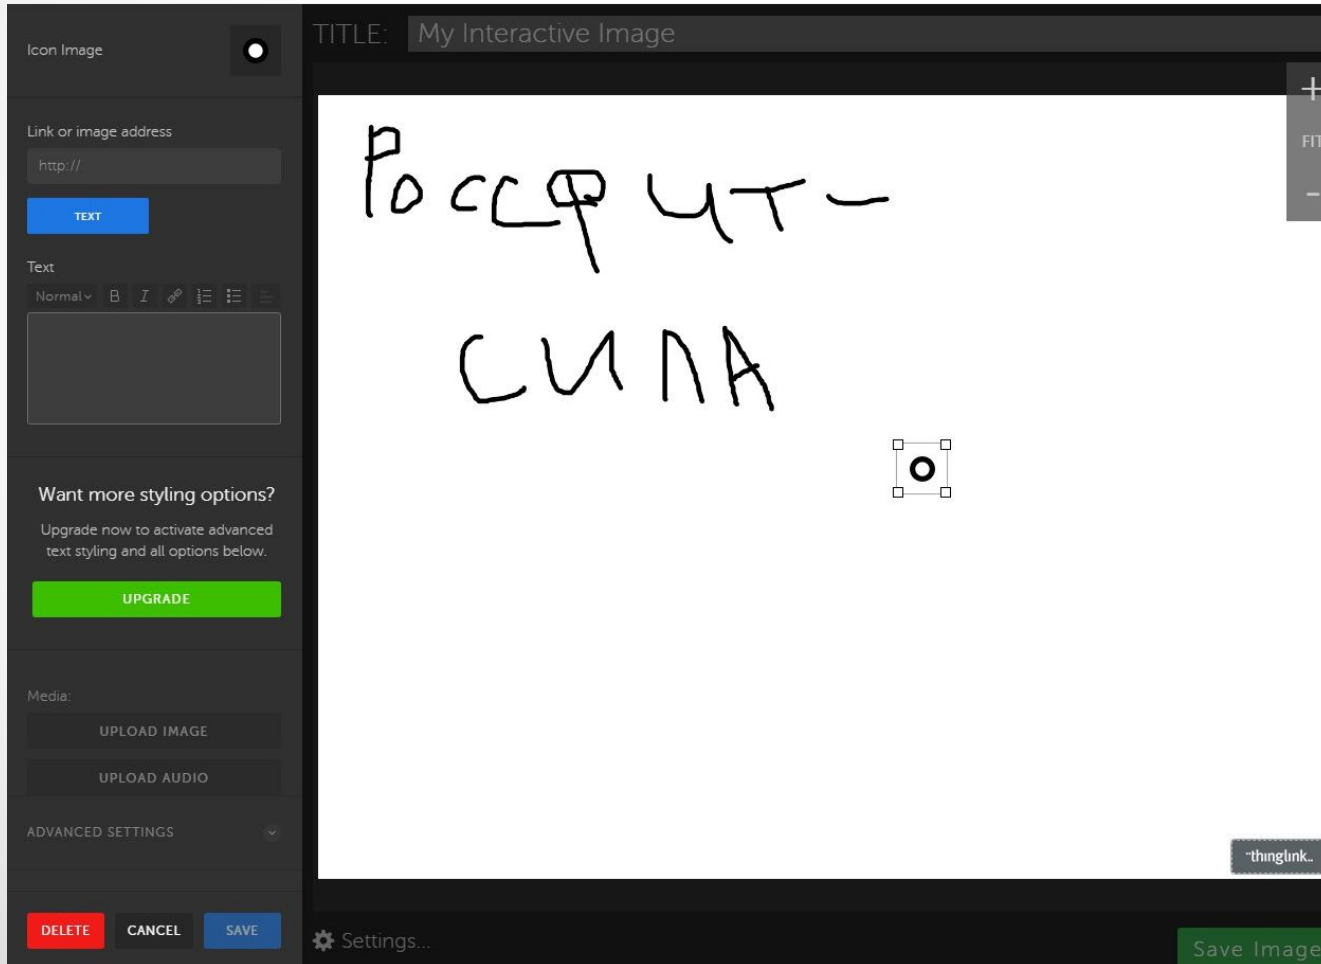 Icon Image
TITLE: My Interactive Image
Link or image address
http://
TEXT
Text
Normal B I
Want more styling options?
Upgrade now to activate advanced
text styling and all options below.
UPGRADE
Media:
UPLOAD IMAGE
UPLOAD AUDIO
ADVANCED SETTINGS
DELETE CANCEL SAVE
+
FIT
-
Россфит-
СИЛА
thinglink..
Settings...
Save Image